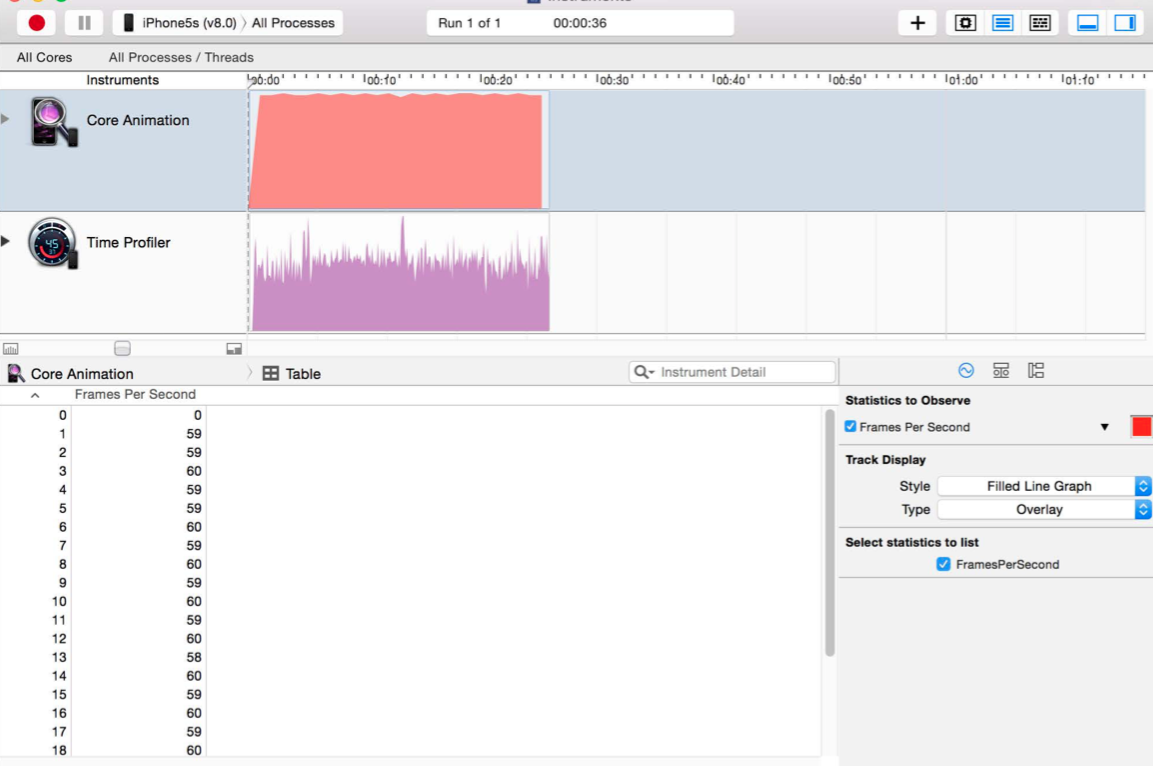 Instruments
iPhone5s (v8.0) 〉 All Processes
Run 1 of 1 00:00:36
All Cores All Processes / Threads
Instruments 00:00 00:10 00:20 00:30 00:40 00:50 01:00 01:10
Core Animation
45
Time Profiler
Core Animation 〉 Table Instrument Detail
Frames Per Second
0 0
1 59
2 59
3 60
4 59
5 59
6 60
7 59
8 60
9 59
10 60
11 59
12 60
13 58
14 60
15 59
16 60
17 59
18 60
Statistics to Observe
Frames Per Second
Track Display
Style Filled Line Graph
Type Overlay
Select statistics to list
FramesPerSecond